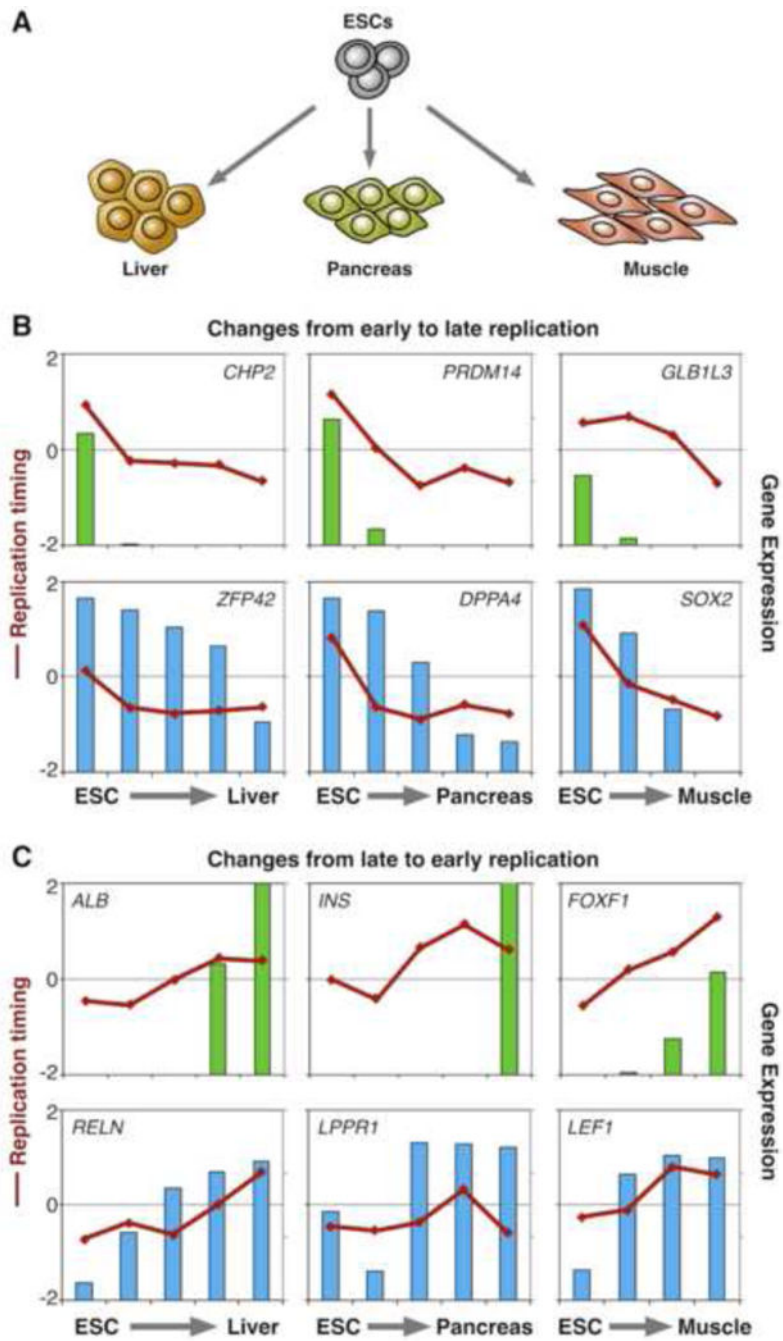 A
ESCs
Liver Pancreas Muscle
B Changes from early to late replication
2 CHP2 PRDM14 GLB1L3
0
-2
2 ZFP42 DPPA4 SOX2
0
-2
ESC Liver ESC Pancreas ESC Muscle
Replication timing
Gene Expression
C Changes from late to early replication
2 ALB INS FOXF1
0
-2
2 RELN LPPR1 LEF1
0
-2
ESC Liver ESC Pancreas ESC Muscle
Replication timing
Gene Expression